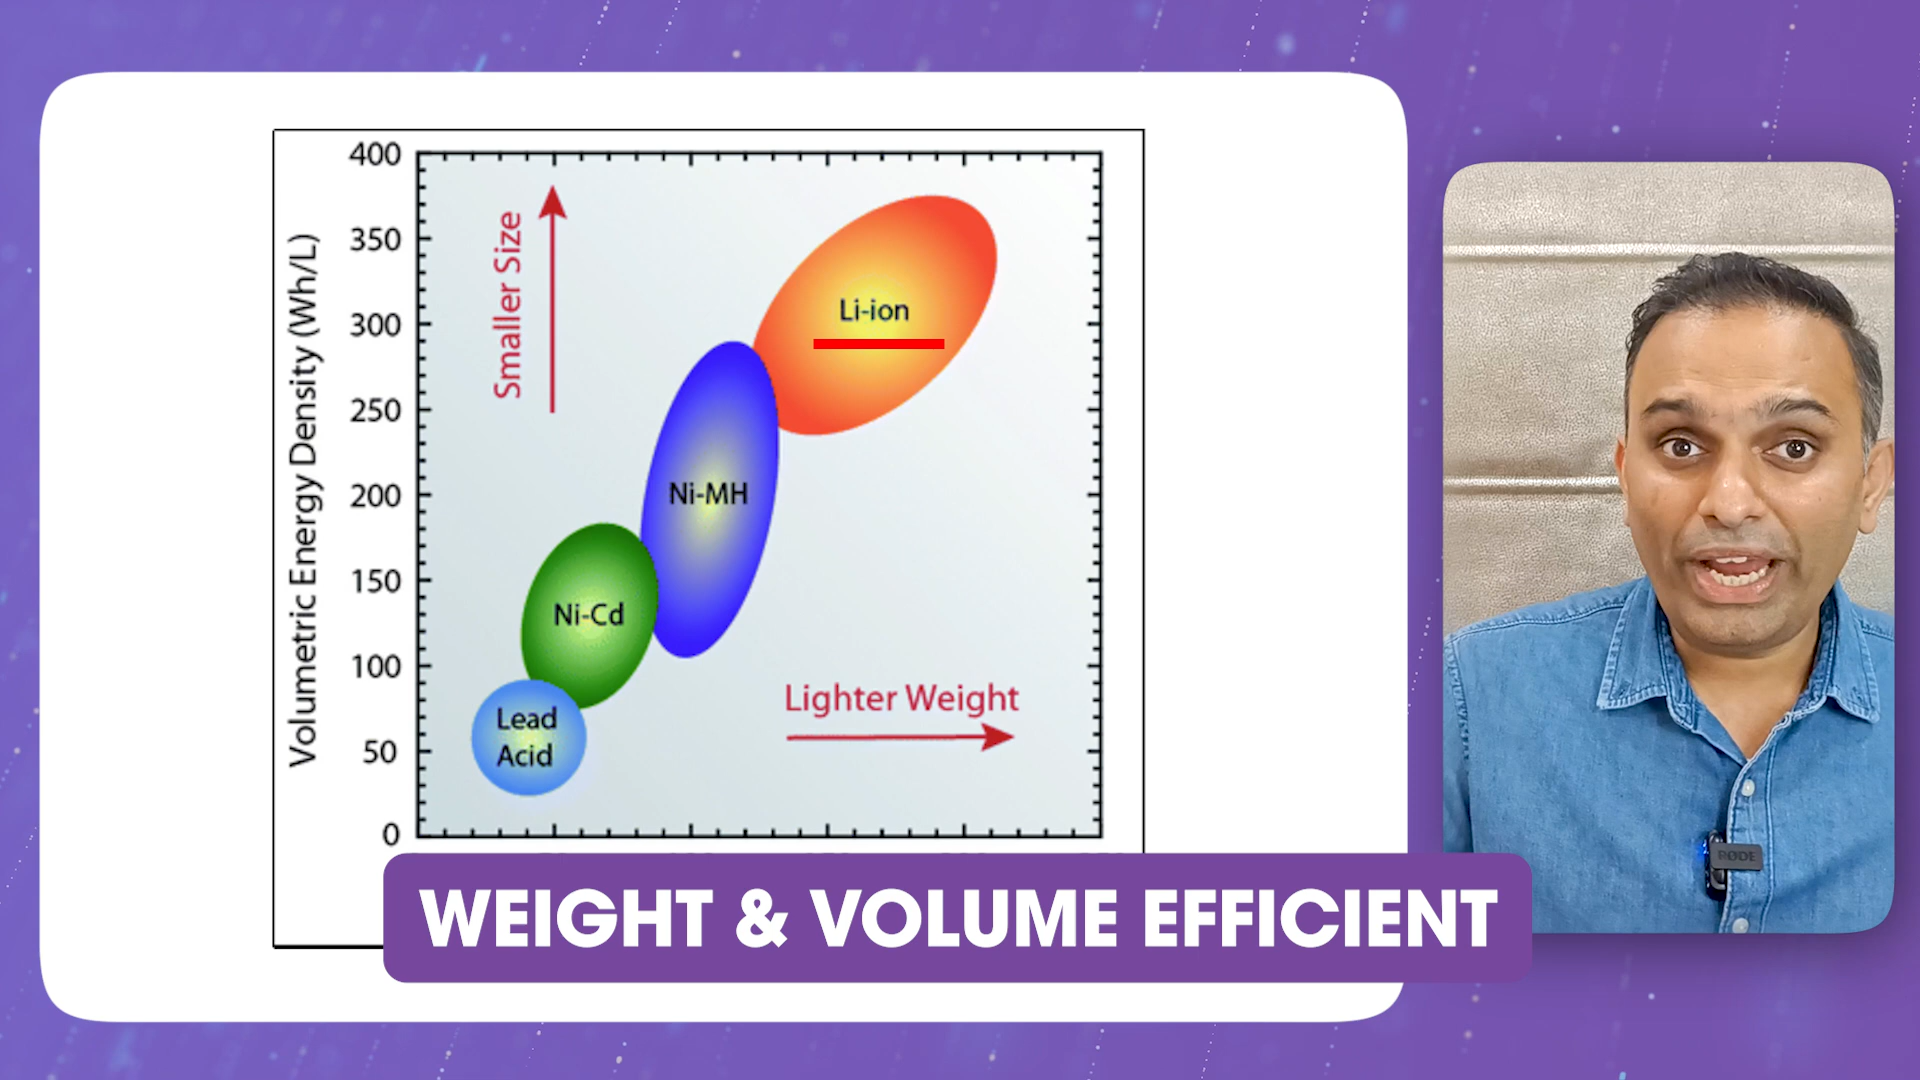 400
350
300
250
200
150
100
50
0
Volumetric Energy Density (Wh/L)
Smaller Size
Li-ion
Ni-MH
Ni-Cd
Lead
Acid
Lighter Weight
WEIGHT & VOLUME EFFICIENT
RØDE